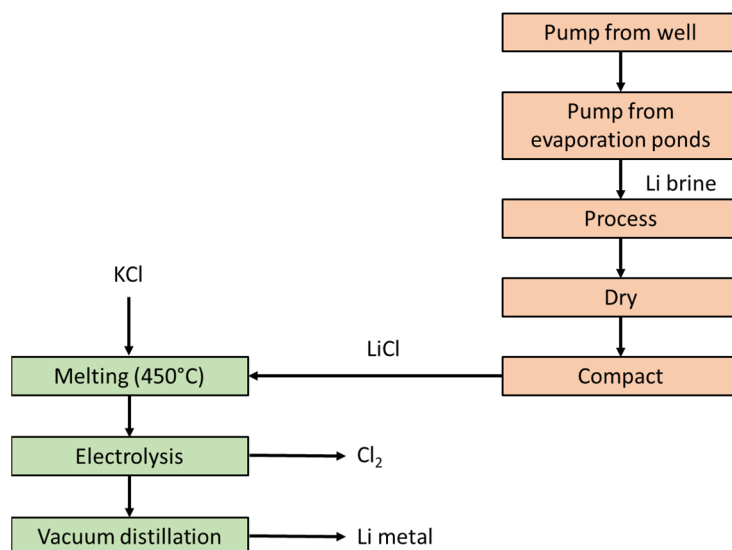 Pump from well
Pump from
evaporation ponds
Li brine
Process
Dry
KCl
LiCl
Melting (450°C)
Compact
Electrolysis
Cl₂
Vacuum distillation
Li metal